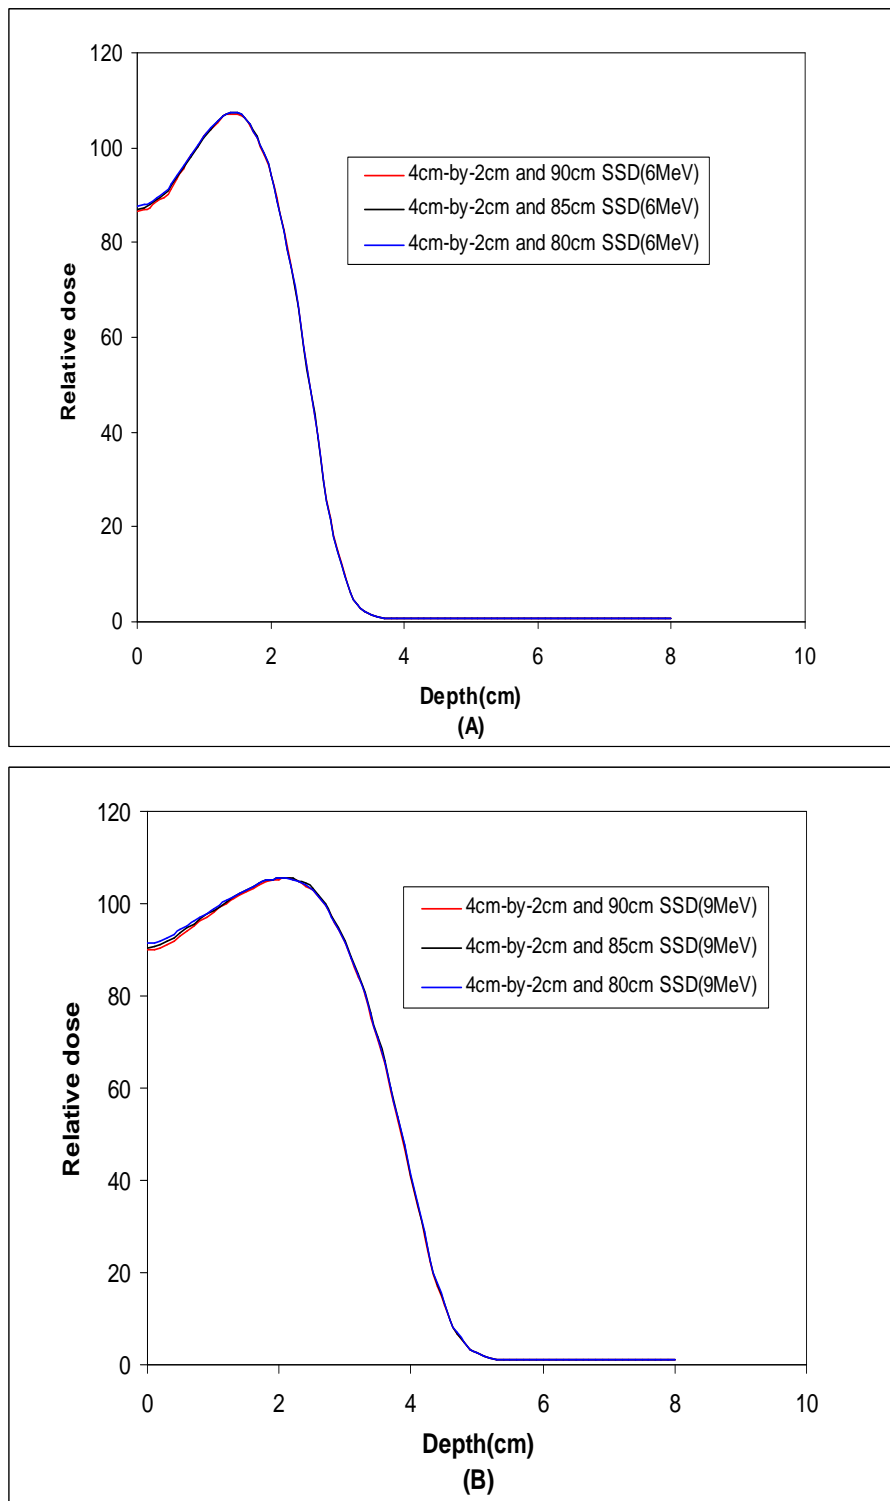 120
100
80
60
40
20
0
Relative dose
4cm-by-2cm and 90cm SSD(6MeV)
4cm-by-2cm and 85cm SSD(6MeV)
4cm-by-2cm and 80cm SSD(6MeV)
0 2 4 6 8 10
Depth(cm)
(A)
120
100
80
60
40
20
0
Relative dose
4cm-by-2cm and 90cm SSD(9MeV)
4cm-by-2cm and 85cm SSD(9MeV)
4cm-by-2cm and 80cm SSD(9MeV)
0 2 4 6 8 10
Depth(cm)
(B)